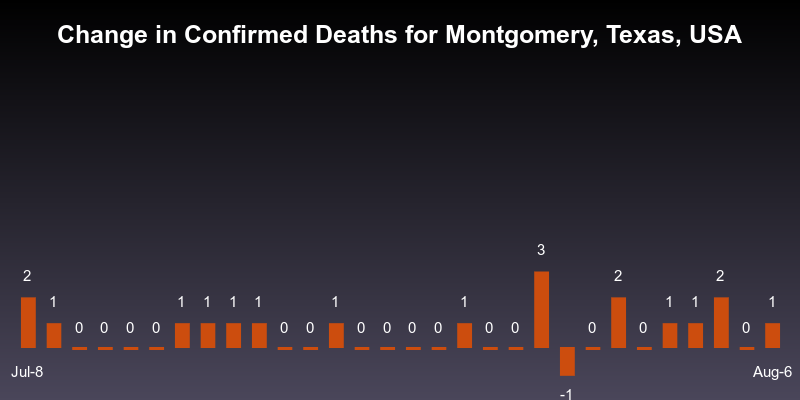 Change in Confirmed Deaths for Montgomery, Texas, USA
3
2 2 2
1 1 1 1 1 1 1 1 1 1
0 0 0 0 0 0 0 0 0 0 0 0 0 0 0
Jul-8 Aug-6
-1